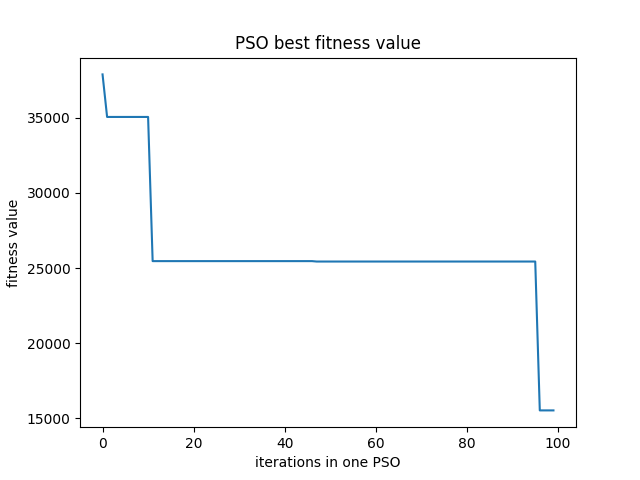 PSO best fitness value
fitness value
35000
30000
25000
20000
15000
0 20 40 60 80 100
iterations in one PSO